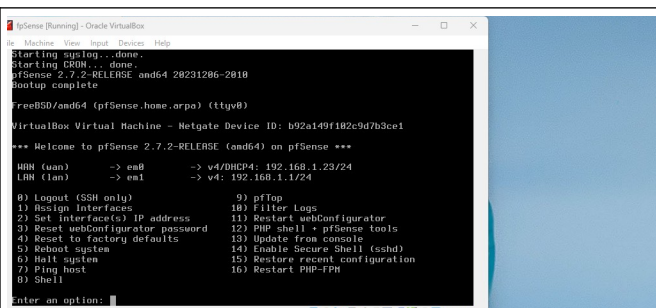 fpSense [Running] - Oracle VirtualBox
ile Machine View Input Devices Help
Starting syslog...done.
Starting CRON... done.
pfSense 2.7.2-RELEASE amd64 20231206-2010
Bootup complete
FreeBSD/amd64 (pfSense.home.arpa) (ttyv0)
VirtualBox Virtual Machine - Netgate Device ID: b92a149f102c9d7b3ce1
*** Welcome to pfSense 2.7.2-RELEASE (amd64) on pfSense ***
WAN (wan) -> em0 -> v4/DHCP4: 192.168.1.23/24
LAN (lan) -> em1 -> v4: 192.168.1.1/24
0) Logout (SSH only) 9) pfTop
1) Assign Interfaces 10) Filter Logs
2) Set interface(s) IP address 11) Restart webConfigurator
3) Reset webConfigurator password 12) PHP shell + pfSense tools
4) Reset to factory defaults 13) Update from console
5) Reboot system 14) Enable Secure Shell (sshd)
6) Halt system 15) Restore recent configuration
7) Ping host 16) Restart PHP-FPM
8) Shell
Enter an option: